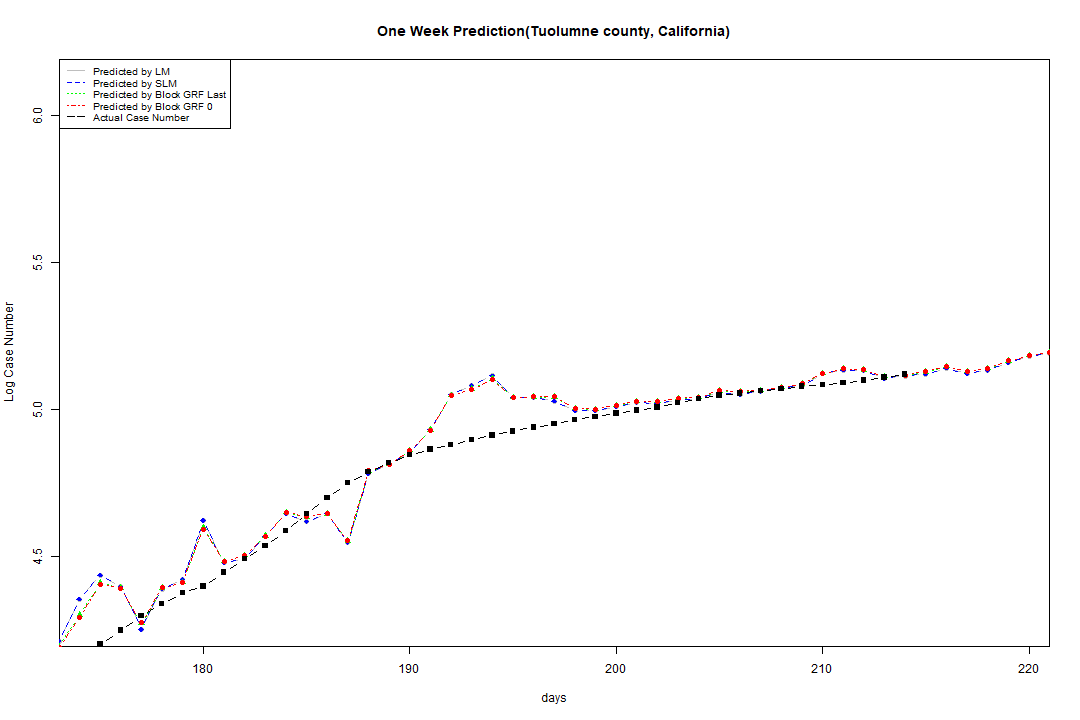 One Week Prediction(Tuolumne county, California)
Predicted by LM
Predicted by SLM
Predicted by Block GRF Last
Predicted by Block GRF 0
Actual Case Number
6.0
5.5
5.0
4.5
Log Case Number
180 190 200 210 220
days